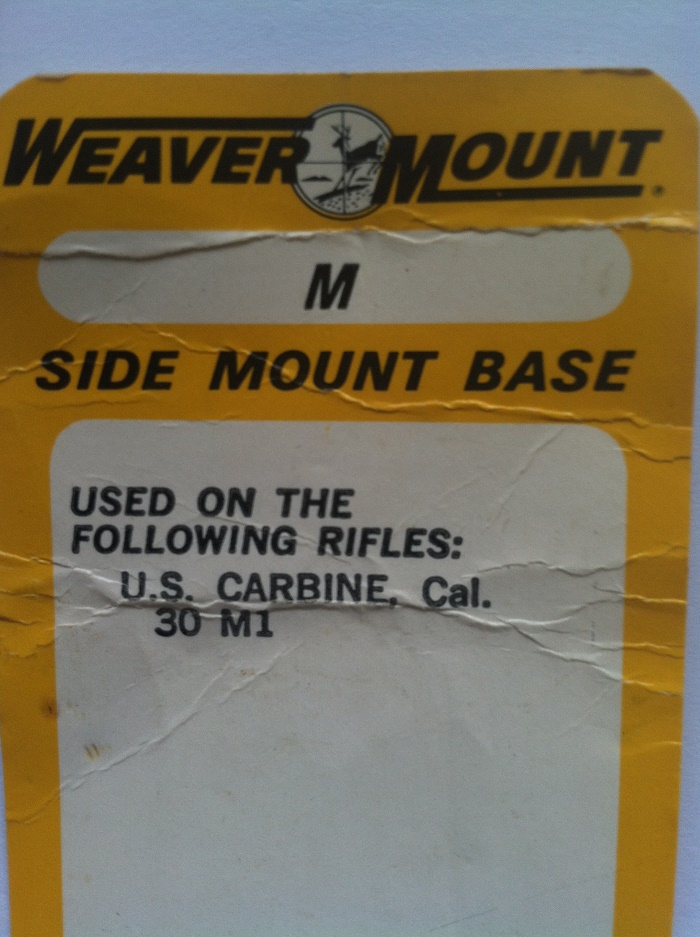 WEAVER MOUNT.
M
SIDE MOUNT BASE
USED ON THE
FOLLOWING RIFLES:
U.S. CARBINE, Cal.
30 M1